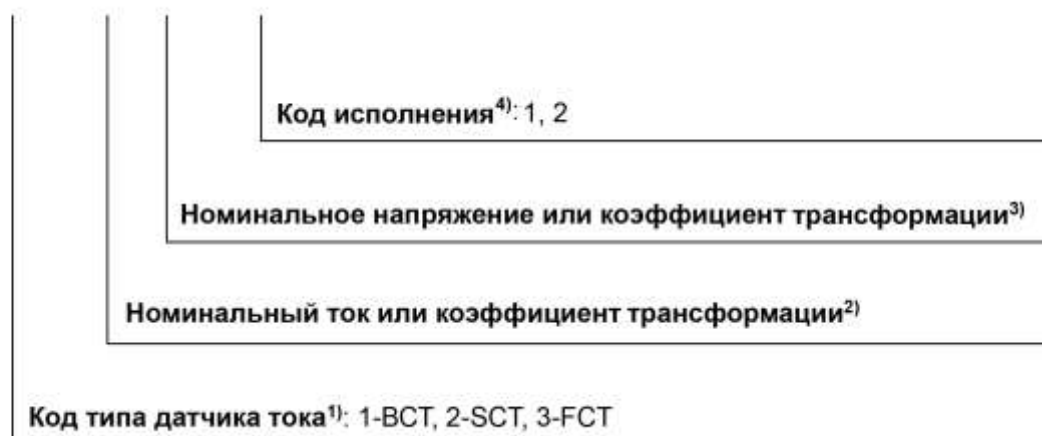 Код исполнения⁴⁾: 1, 2
Номинальное напряжение или коэффициент трансформации³⁾
Номинальный ток или коэффициент трансформации²⁾
Код типа датчика тока¹⁾: 1-BCT, 2-SCT, 3-FCT